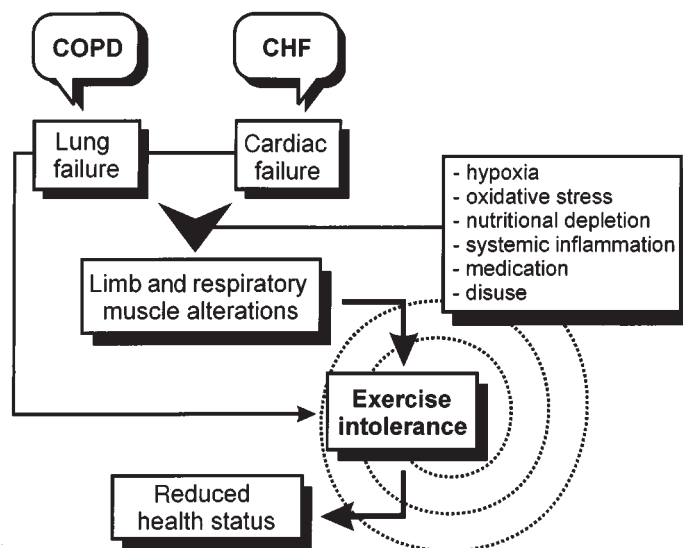 COPD
CHF
Lung
failure
Cardiac
failure
- hypoxia
- oxidative stress
- nutritional depletion
- systemic inflammation
- medication
- disuse
Limb and respiratory
muscle alterations
Exercise
intolerance
Reduced
health status